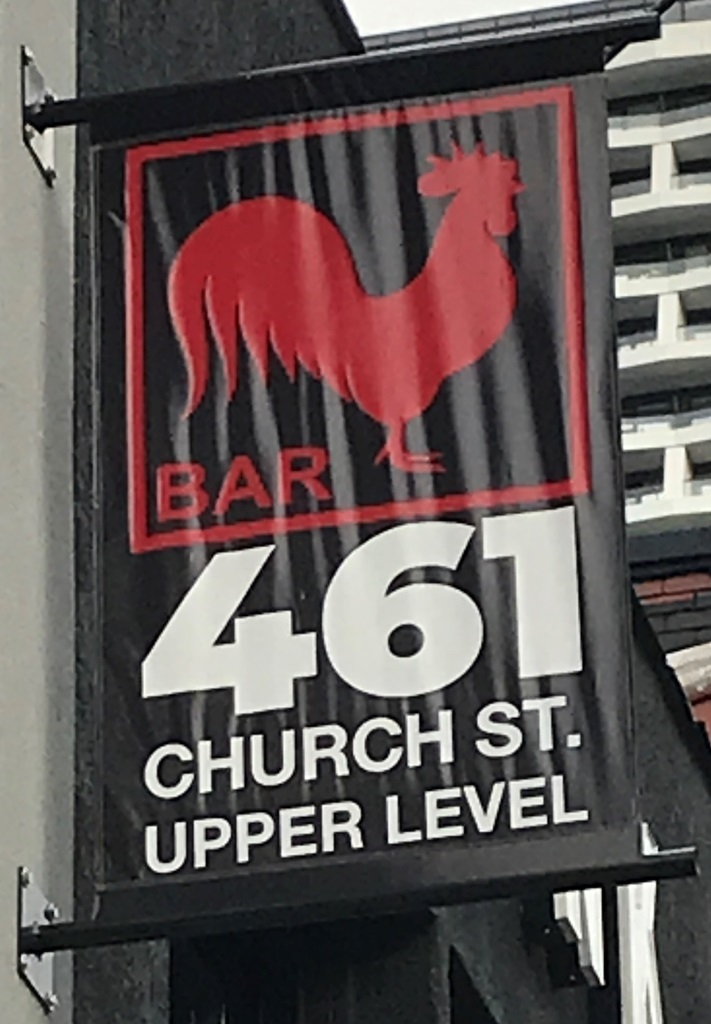 BAR
461
CHURCH ST.
UPPER LEVEL